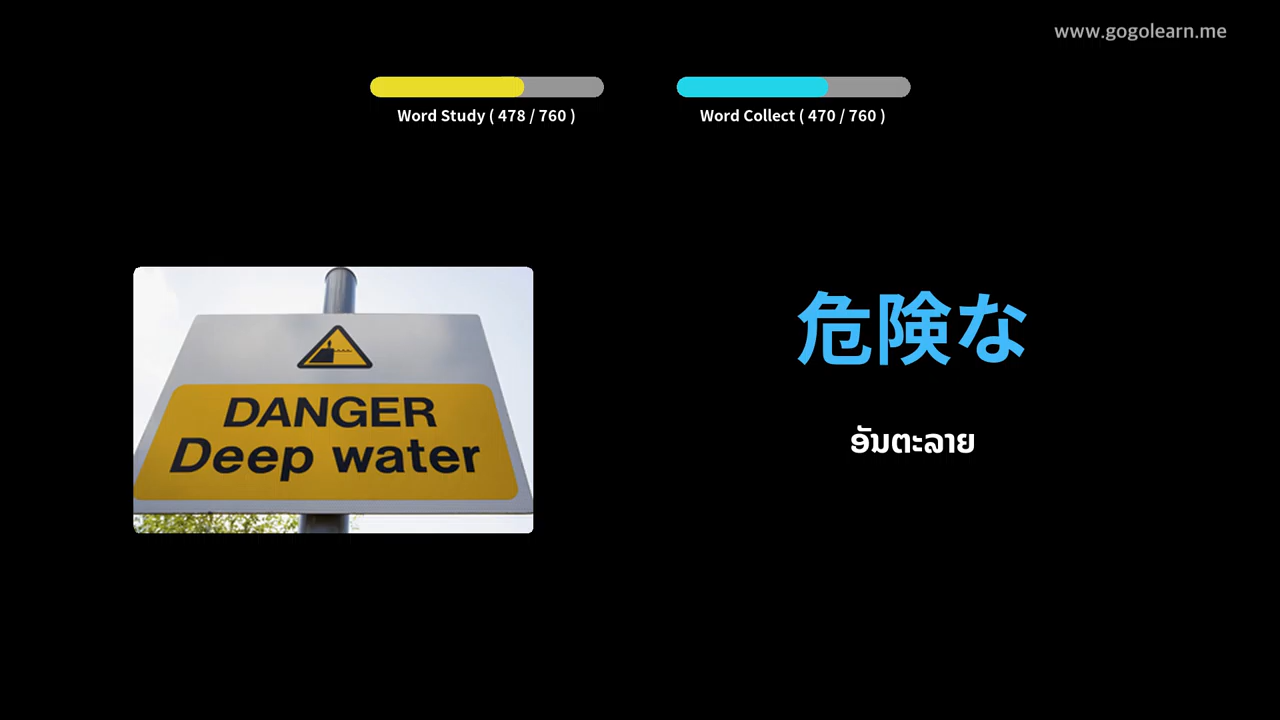 www.gogolearn.me
Word Study ( 478 / 760 )
Word Collect ( 470 / 760 )
DANGER
Deep water
危険な
ອັນຕະລາຍ